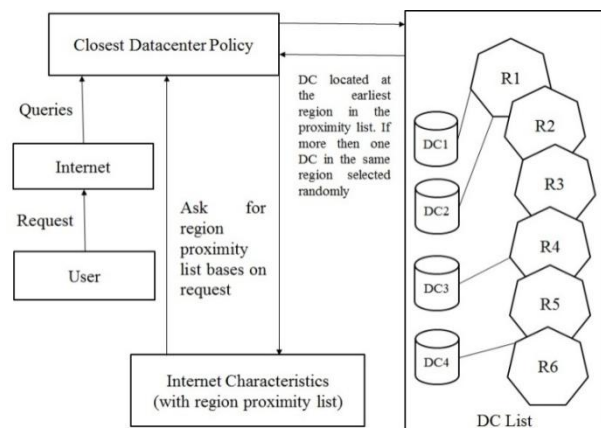 Closest Datacenter Policy
Queries
Internet
Request
User
Ask for
region
proximity
list bases on
request
Internet Characteristics
(with region proximity list)
DC located at
the earliest
region in the
proximity list. If
more then one
DC in the same
region selected
randomly
R1
R2
R3
R4
R5
R6
DC1
DC2
DC3
DC4
DC List